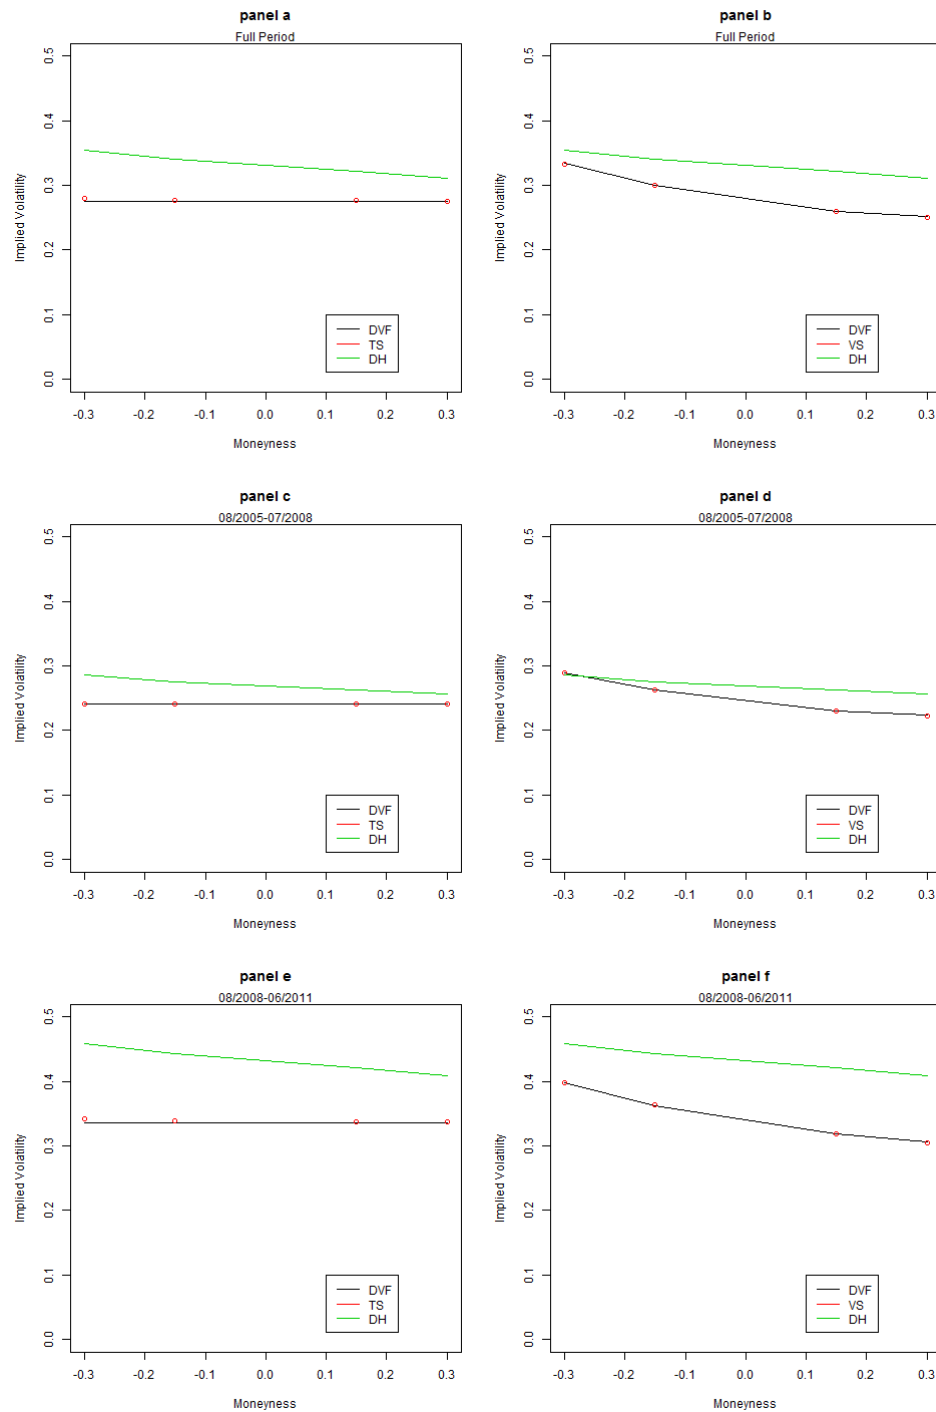 panel a
Full Period
Implied Volatility
0.5
0.4
0.3
0.2
0.1
0.0
DVF
TS
DH
-0.3 -0.2 -0.1 0.0 0.1 0.2 0.3
Moneyness
panel b
Full Period
Implied Volatility
0.5
0.4
0.3
0.2
0.1
0.0
DVF
VS
DH
-0.3 -0.2 -0.1 0.0 0.1 0.2 0.3
Moneyness
panel c
08/2005-07/2008
Implied Volatility
0.5
0.4
0.3
0.2
0.1
0.0
DVF
TS
DH
-0.3 -0.2 -0.1 0.0 0.1 0.2 0.3
Moneyness
panel d
08/2005-07/2008
Implied Volatility
0.5
0.4
0.3
0.2
0.1
0.0
DVF
VS
DH
-0.3 -0.2 -0.1 0.0 0.1 0.2 0.3
Moneyness
panel e
08/2008-06/2011
Implied Volatility
0.5
0.4
0.3
0.2
0.1
0.0
DVF
TS
DH
-0.3 -0.2 -0.1 0.0 0.1 0.2 0.3
Moneyness
panel f
08/2008-06/2011
Implied Volatility
0.5
0.4
0.3
0.2
0.1
0.0
DVF
VS
DH
-0.3 -0.2 -0.1 0.0 0.1 0.2 0.3
Moneyness